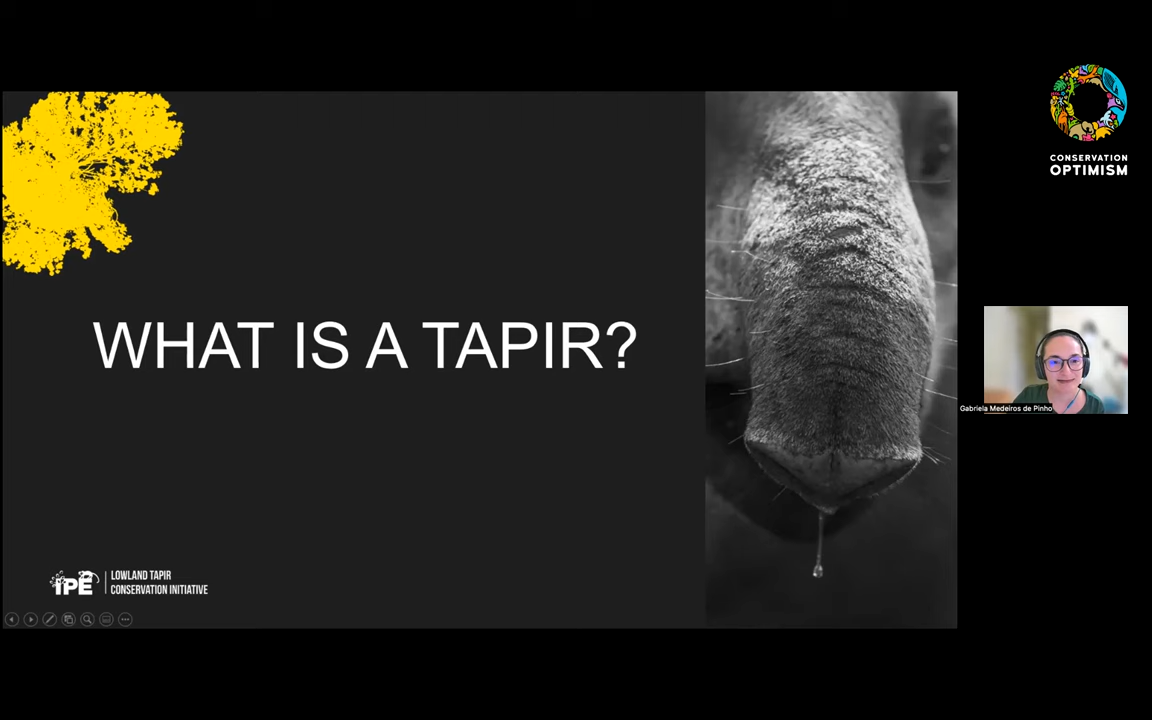 CONSERVATION
OPTIMISM
WHAT IS A TAPIR?
Gabriela Medeiros de Pinho
IPÊ
LOWLAND TAPIR
CONSERVATION INITIATIVE